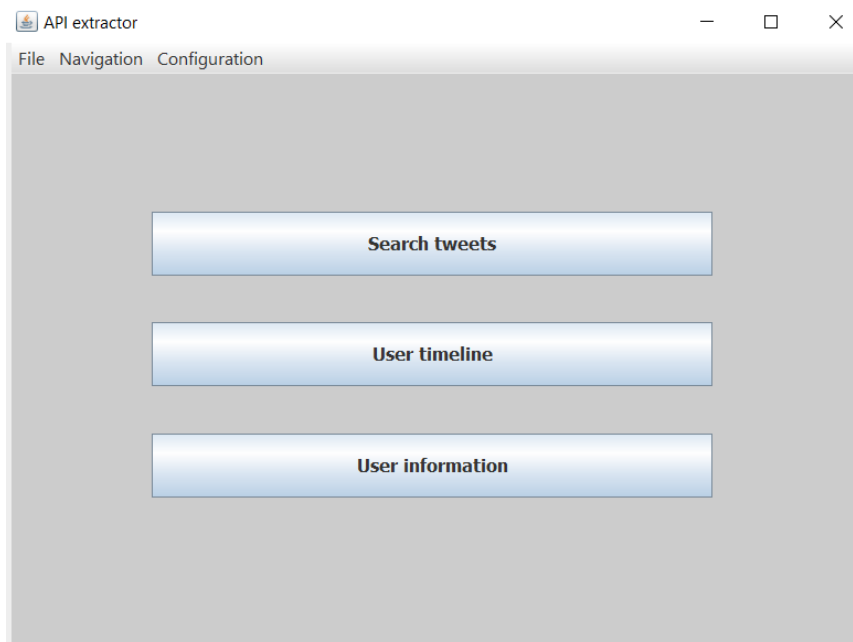 API extractor
File Navigation Configuration
Search tweets
User timeline
User information